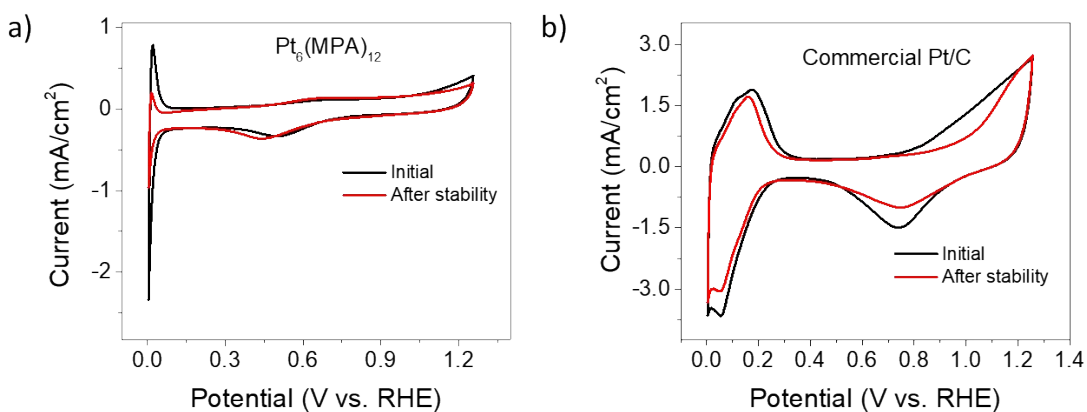 a)
Pt₆(MPA)₁₂
Initial
After stability
1
0
-1
-2
0.0 0.3 0.6 0.9 1.2
Current (mA/cm²)
Potential (V vs. RHE)
b)
Commercial Pt/C
Initial
After stability
3.0
1.5
0.0
-1.5
-3.0
0.0 0.2 0.4 0.6 0.8 1.0 1.2 1.4
Current (mA/cm²)
Potential (V vs. RHE)